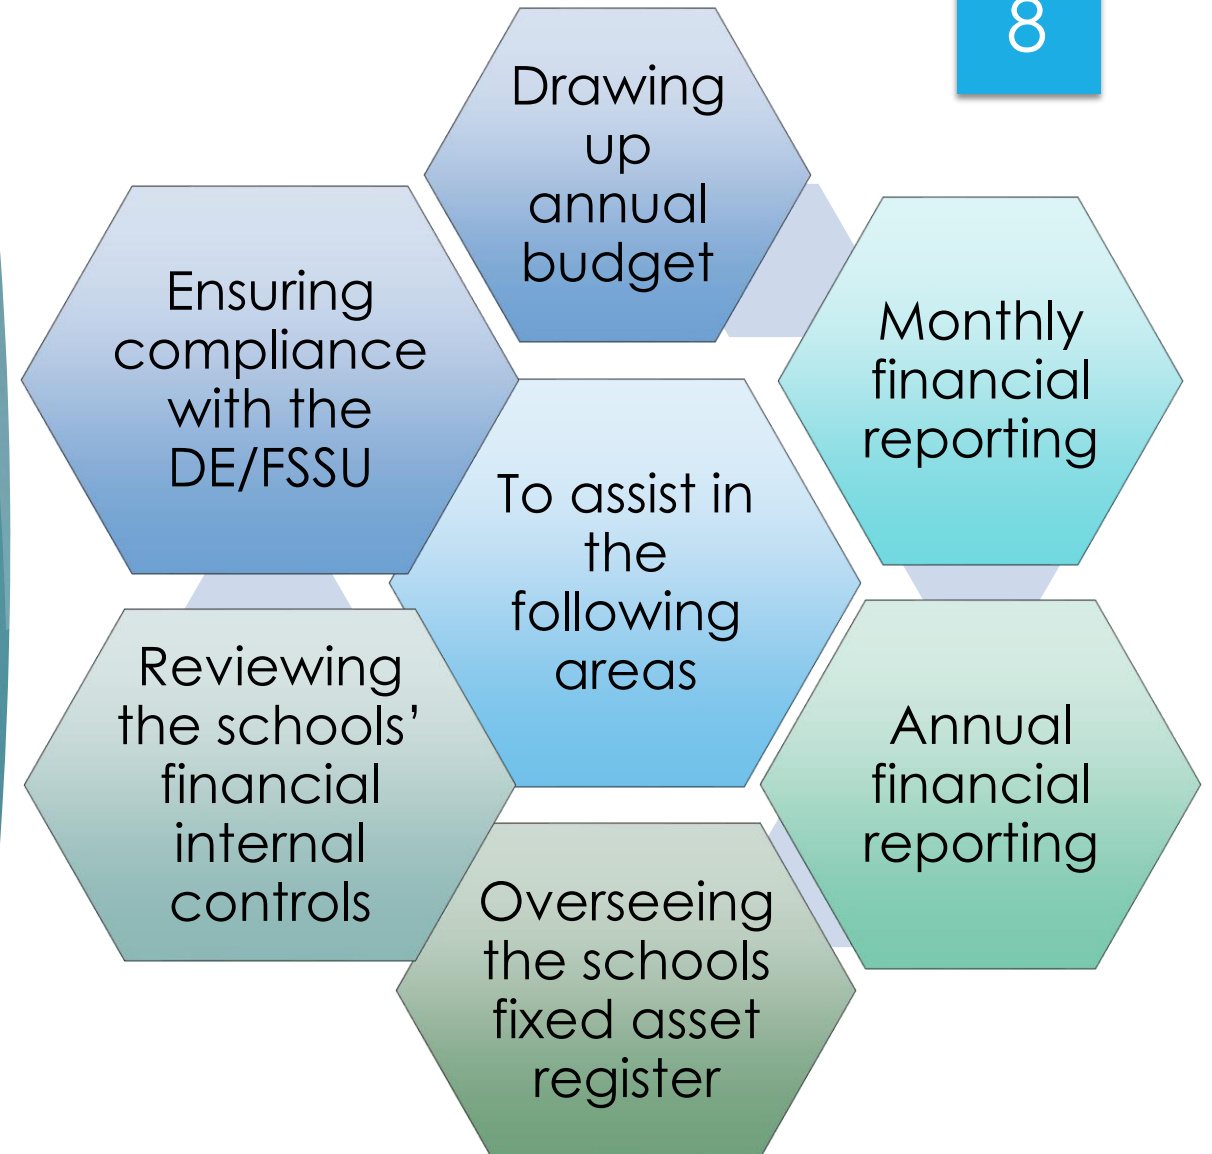 8
Drawing
up
annual
budget
Monthly
financial
reporting
Annual
financial
reporting
Overseeing
the schools
fixed asset
register
Reviewing
the schools’
financial
internal
controls
Ensuring
compliance
with the
DE/FSSU
To assist in
the
following
areas